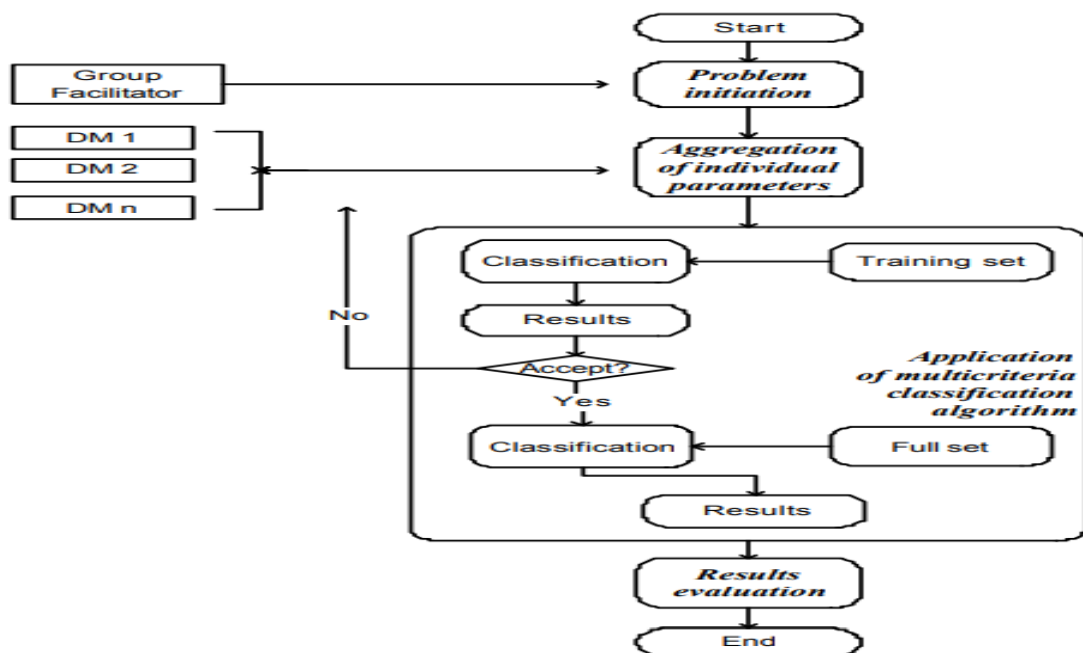 Start
Group
Facilitator
Problem
initiation
DM 1
DM 2
DM n
Aggregation
of individual
parameters
Classification
Training set
Results
No
Accept?
Yes
Application
of multicriteria
classification
algorithm
Classification
Full set
Results
Results
evaluation
End